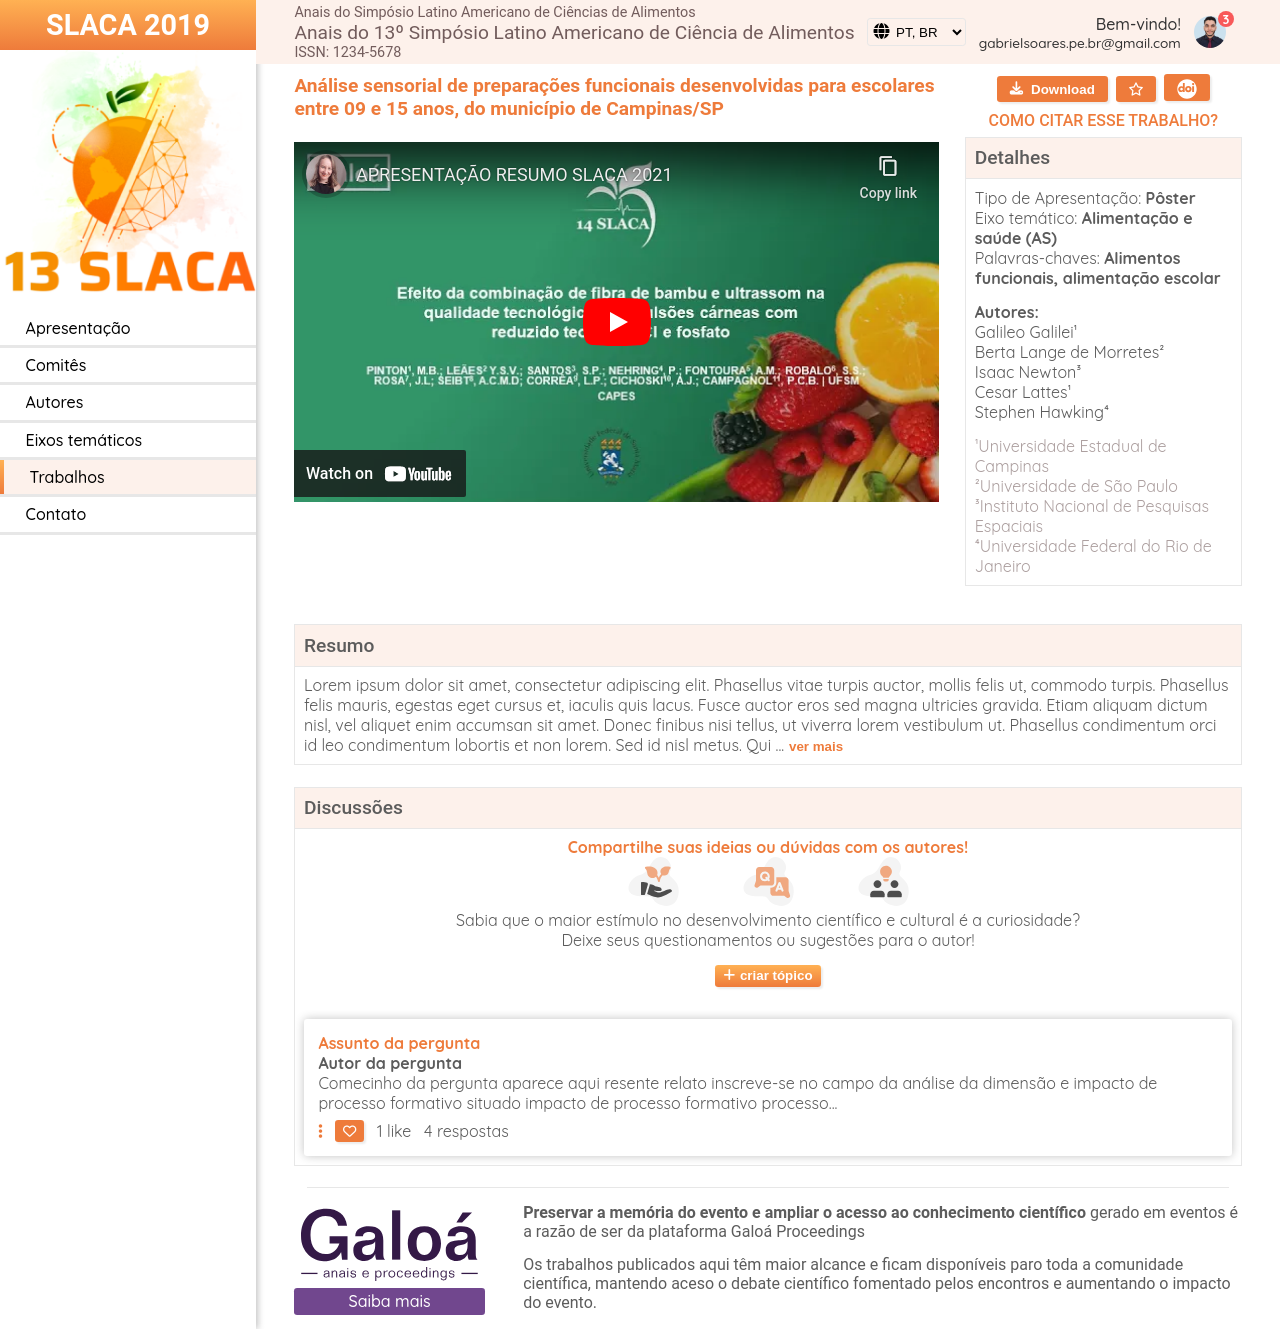 SLACA 2019
13 SLACA
Apresentação
Comitês
Autores
Eixos temáticos
Trabalhos
Contato
Anais do Simpósio Latino Americano de Ciências de Alimentos
Anais do 13º Simpósio Latino Americano de Ciência de Alimentos
ISSN: 1234-5678
PT, BR
Bem-vindo!
gabrielsoares.pe.br@gmail.com
3
Análise sensorial de preparações funcionais desenvolvidas para escolares
entre 09 e 15 anos, do município de Campinas/SP
APRESENTAÇÃO RESUMO SLACA 2021
Copy link
14 SLACA
Efeito da combinação de fibra de bambu e ultrassom na
PINTON¹, M.B.; LEÃES² Y.S.V.; SANTOS³, S.P.; NEHRING⁴, P.; FONTOURA⁵, A.M.; ROBALO⁶, S.S.;
ROSA⁷, J.L; SEIBT⁸, A.C.M.D; CORRÊA⁹, L.P.; CICHOSKI¹⁰, A.J.; CAMPAGNOL¹¹, P.C.B. | UFSM
CAPES
Watch on YouTube
Download
doi
COMO CITAR ESSE TRABALHO?
Detalhes
Tipo de Apresentação: Pôster
Eixo temático: Alimentação e
saúde (AS)
Palavras-chaves: Alimentos
funcionais, alimentação escolar
Autores:
Galileo Galilei¹
Berta Lange de Morretes²
Isaac Newton³
Cesar Lattes¹
Stephen Hawking⁴
¹Universidade Estadual de
Campinas
²Universidade de São Paulo
³Instituto Nacional de Pesquisas
Espaciais
⁴Universidade Federal do Rio de
Janeiro
Resumo
Lorem ipsum dolor sit amet, consectetur adipiscing elit. Phasellus vitae turpis auctor, mollis felis ut, commodo turpis. Phasellus
felis mauris, egestas eget cursus et, iaculis quis lacus. Fusce auctor eros sed magna ultricies gravida. Etiam aliquam dictum
nisl, vel aliquet enim accumsan sit amet. Donec finibus nisi tellus, ut viverra lorem vestibulum ut. Phasellus condimentum orci
id leo condimentum lobortis et non lorem. Sed id nisl metus. Qui ... ver mais
Discussões
Compartilhe suas ideias ou dúvidas com os autores!
Q A
Sabia que o maior estímulo no desenvolvimento científico e cultural é a curiosidade?
Deixe seus questionamentos ou sugestões para o autor!
criar tópico
Assunto da pergunta
Autor da pergunta
Comecinho da pergunta aparece aqui resente relato inscreve-se no campo da análise da dimensão e impacto de
processo formativo situado impacto de processo formativo processo...
1 like 4 respostas
Galoá
anais e proceedings
Saiba mais
Preservar a memória do evento e ampliar o acesso ao conhecimento científico gerado em eventos é
a razão de ser da plataforma Galoá Proceedings
Os trabalhos publicados aqui têm maior alcance e ficam disponíveis paro toda a comunidade
científica, mantendo aceso o debate científico fomentado pelos encontros e aumentando o impacto
do evento.